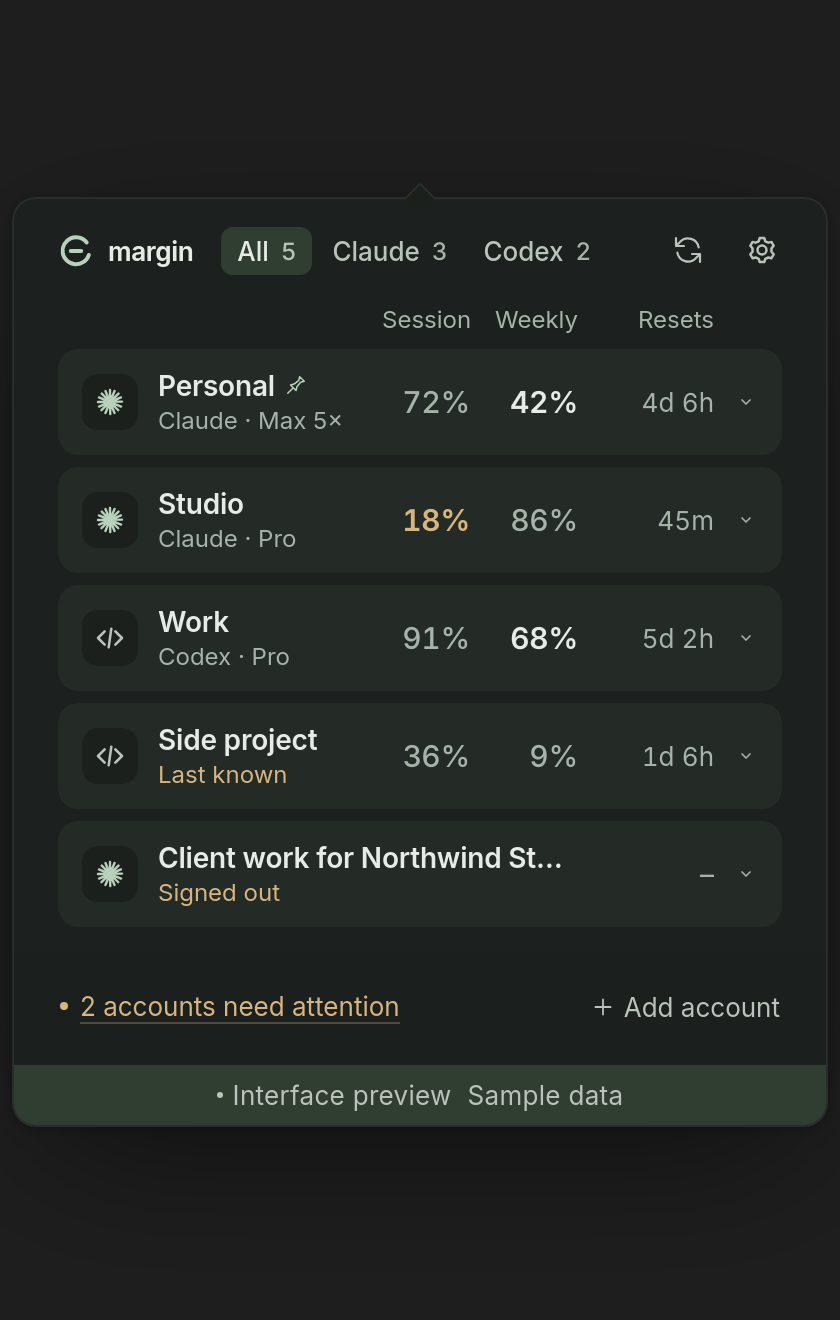 margin All 5 Claude 3 Codex 2
Session Weekly Resets
Personal
Claude · Max 5× 72% 42% 4d 6h
Studio
Claude · Pro 18% 86% 45m
Work
Codex · Pro 91% 68% 5d 2h
Side project
Last known 36% 9% 1d 6h
Client work for Northwind St...
Signed out –
• 2 accounts need attention + Add account
• Interface preview Sample data